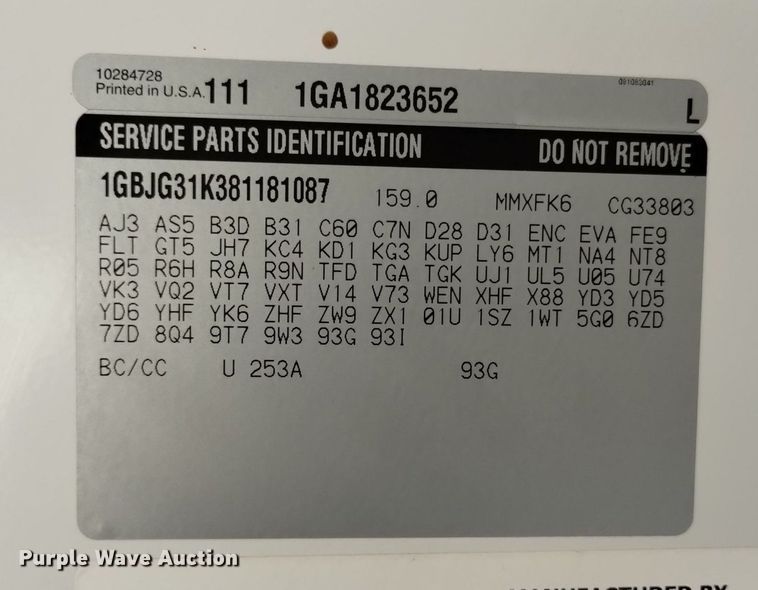 10284728
Printed in U.S.A. 111 1GA1823652
L
SERVICE PARTS IDENTIFICATION DO NOT REMOVE
1GBJG31K381181087 159.0 MMXFK6 CG33803
AJ3 AS5 B3D B31 C60 C7N D28 D31 ENC EVA FE9
FLT GT5 JH7 KC4 KD1 KG3 KUP LY6 MT1 NA4 NT8
R05 R6H R8A R9N TFD TGA TGK UJ1 UL5 U05 U74
VK3 VQ2 VT7 VXT V14 V73 WEN XHF X88 YD3 YD5
YD6 YHF YK6 ZHF ZW9 ZX1 01U 1SZ 1WT 5G0 6ZD
7ZD 8Q4 9T7 9W3 93G 93I
BC/CC U 253A 93G
Purple Wave Auction